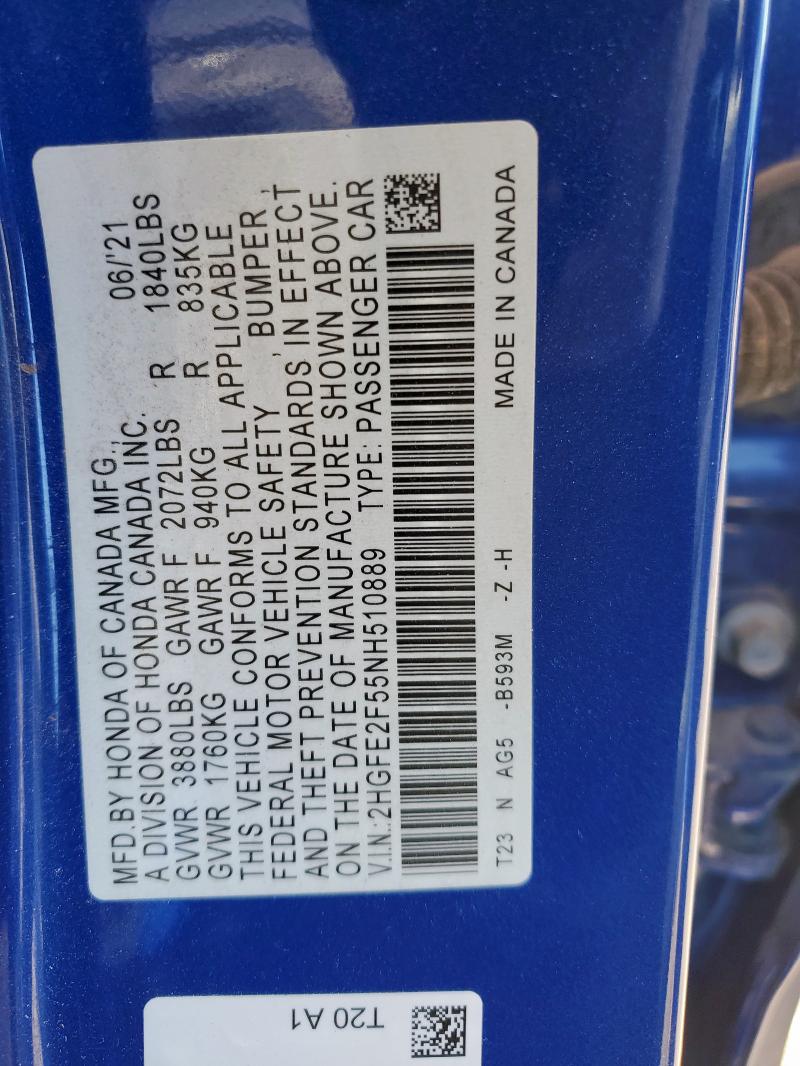 MFD.BY HONDA OF CANADA MFG., 06/'21
A DIVISION OF HONDA CANADA INC.
GVWR 3880LBS GAWR F 2072LBS R 1840LBS
GVWR 1760KG GAWR F 940KG R 835KG
THIS VEHICLE CONFORMS TO ALL APPLICABLE
FEDERAL MOTOR VEHICLE SAFETY, BUMPER,
AND THEFT PREVENTION STANDARDS IN EFFECT
ON THE DATE OF MANUFACTURE SHOWN ABOVE.
V.IN.:2HGFE2F55NH510889 TYPE: PASSENGER CAR
T23 N AG5 -B593M -Z -H MADE IN CANADA
T20 A1